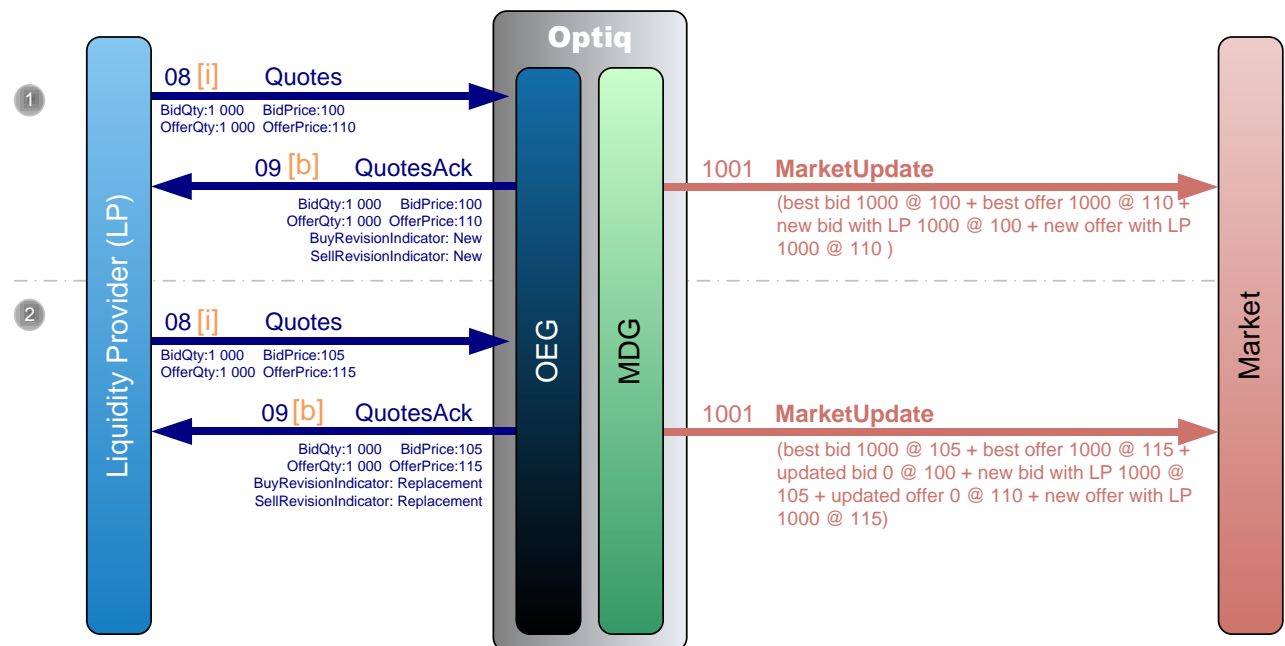 Optiq
1
08 [i] Quotes
BidQty:1 000 BidPrice:100
OfferQty:1 000 OfferPrice:110
09 [b] QuotesAck
BidQty:1 000 BidPrice:100
OfferQty:1 000 OfferPrice:110
BuyRevisionIndicator: New
SellRevisionIndicator: New
1001 MarketUpdate
(best bid 1000 @ 100 + best offer 1000 @ 110 +
new bid with LP 1000 @ 100 + new offer with LP
1000 @ 110 )
Liquidity Provider (LP)
OEG
MDG
Market
2
08 [i] Quotes
BidQty:1 000 BidPrice:105
OfferQty:1 000 OfferPrice:115
09 [b] QuotesAck
BidQty:1 000 BidPrice:105
OfferQty:1 000 OfferPrice:115
BuyRevisionIndicator: Replacement
SellRevisionIndicator: Replacement
1001 MarketUpdate
(best bid 1000 @ 105 + best offer 1000 @ 115 +
updated bid 0 @ 100 + new bid with LP 1000 @
105 + updated offer 0 @ 110 + new offer with LP
1000 @ 115)